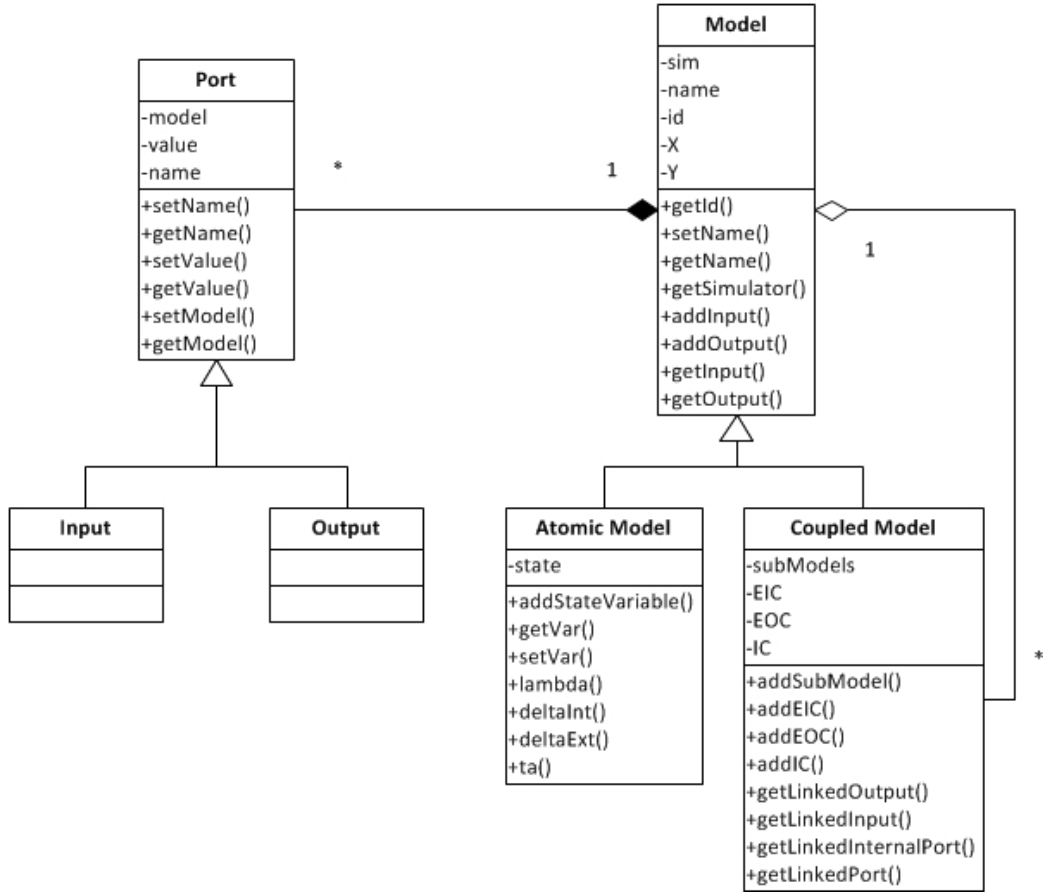 Model
-sim
-name
-id
-X
-Y
+getId()
+setName()
+getName()
+getSimulator()
+addInput()
+addOutput()
+getInput()
+getOutput()
Port
-model
-value
-name
+setName()
+getName()
+setValue()
+getValue()
+setModel()
+getModel()
*
1
1
*
Input
Output
Atomic Model
-state
+addStateVariable()
+getVar()
+setVar()
+lambda()
+deltaInt()
+deltaExt()
+ta()
Coupled Model
-subModels
-EIC
-EOC
-IC
+addSubModel()
+addEIC()
+addEOC()
+addIC()
+getLinkedOutput()
+getLinkedInput()
+getLinkedInternalPort()
+getLinkedPort()